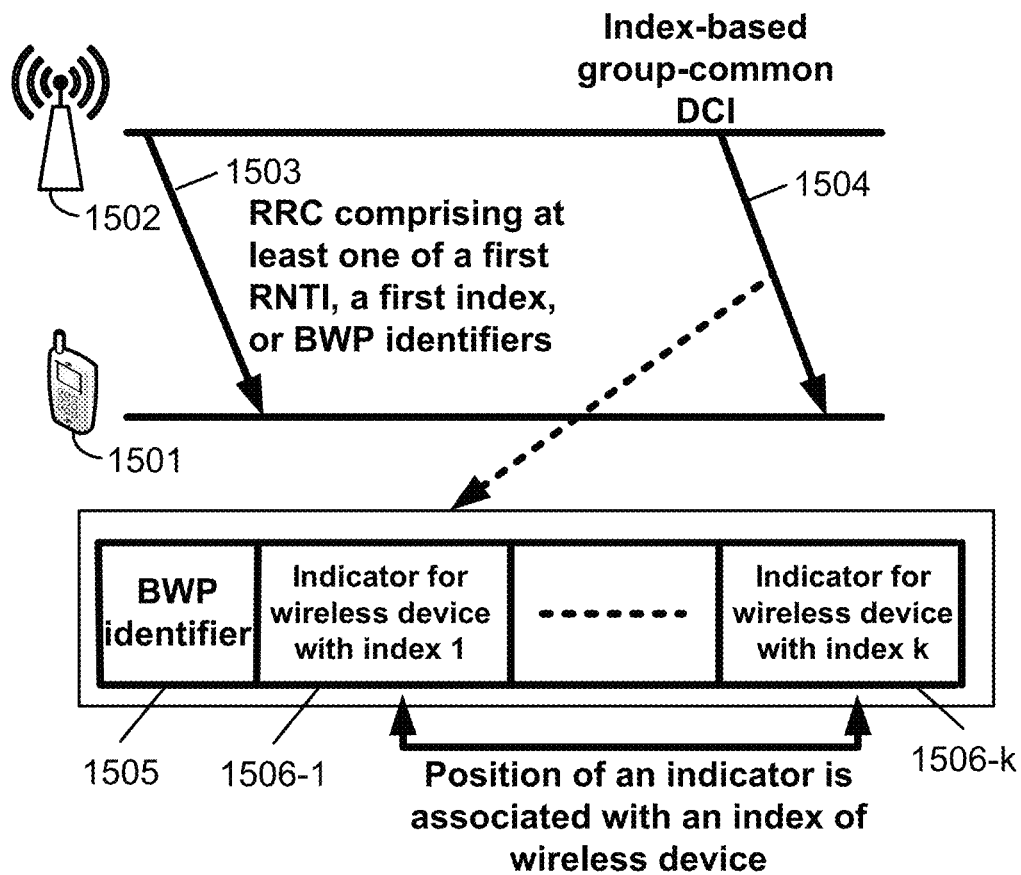 Index-based
group-common
DCI
1503
1504
1502
RRC comprising at
least one of a first
RNTI, a first index,
or BWP identifiers
1501
BWP
identifier
Indicator for
wireless device
with index 1
Indicator for
wireless device
with index k
1505
1506-1
1506-k
Position of an indicator is
associated with an index of
wireless device